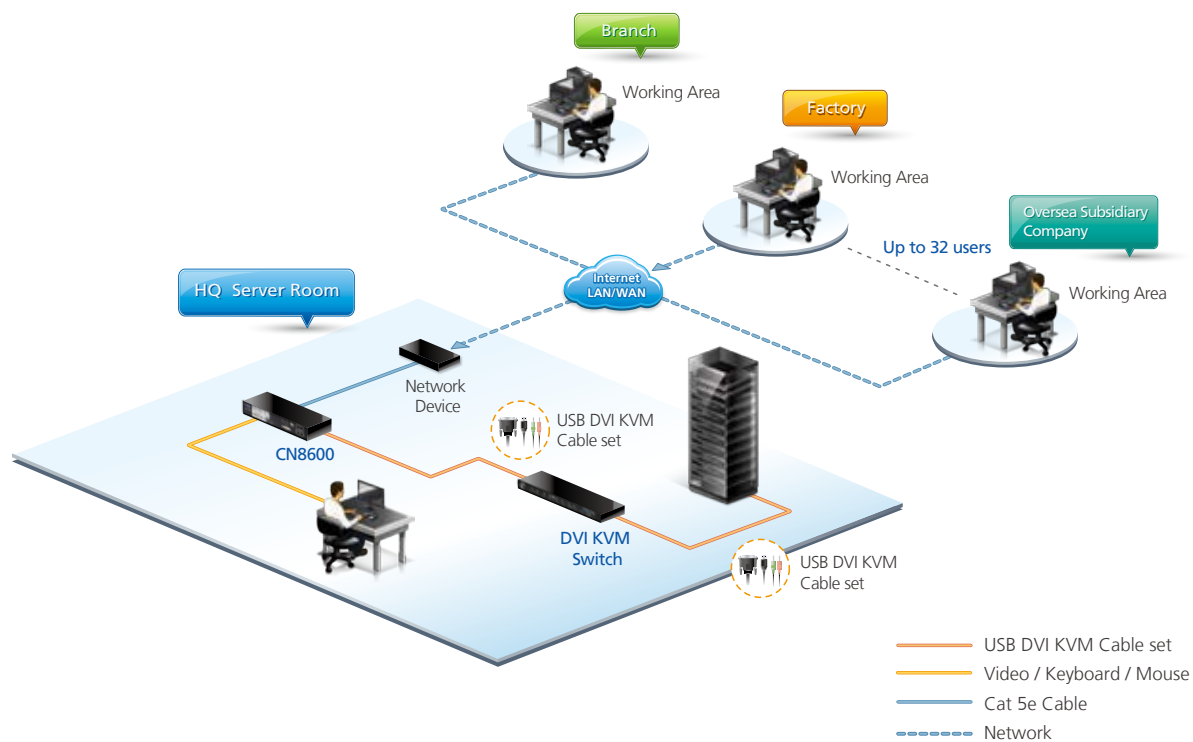 Branch
Working Area
Factory
Working Area
Oversea Subsidiary
Company
Up to 32 users
Working Area
Internet
LAN/WAN
HQ Server Room
Network
Device
CN8600
USB DVI KVM
Cable set
DVI KVM
Switch
USB DVI KVM
Cable set
USB DVI KVM Cable set
Video / Keyboard / Mouse
Cat 5e Cable
Network